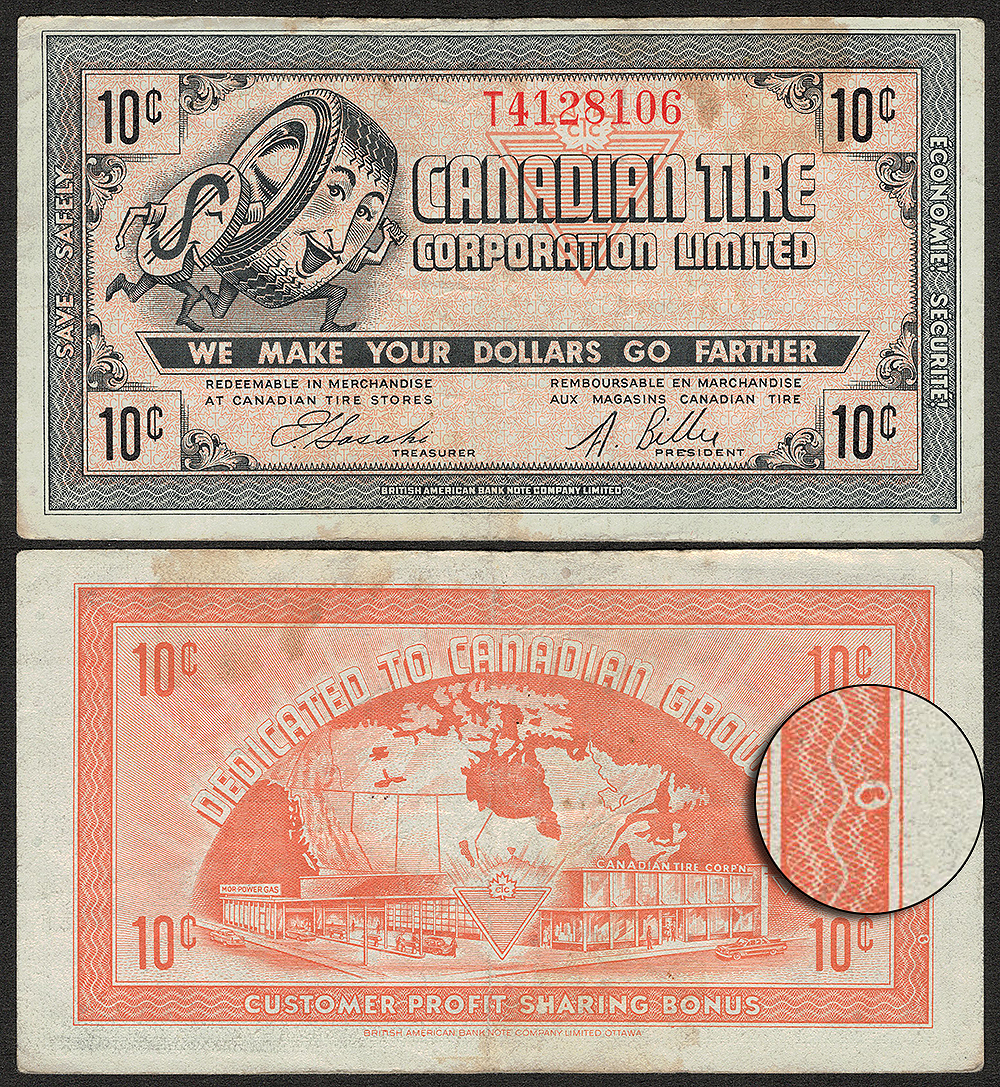 10¢
T4128106
10¢
CTC
CANADIAN TIRE
CORPORATION LIMITED
SAVE SAFELY
ECONOMIE! SECURITE!
WE MAKE YOUR DOLLARS GO FARTHER
REDEEMABLE IN MERCHANDISE
AT CANADIAN TIRE STORES
REMBOURSABLE EN MARCHANDISE
AUX MAGASINS CANADIAN TIRE
10¢
TREASURER
A. Billes
PRESIDENT
10¢
BRITISH AMERICAN BANK NOTE COMPANY LIMITED
10¢
10¢
DEDICATED TO CANADIAN GROW
G
CANADIAN TIRE CORP'N
MOR-POWER GAS
CTC
10¢
10¢
G
CUSTOMER PROFIT SHARING BONUS
BRITISH AMERICAN BANK NOTE COMPANY LIMITED, OTTAWA